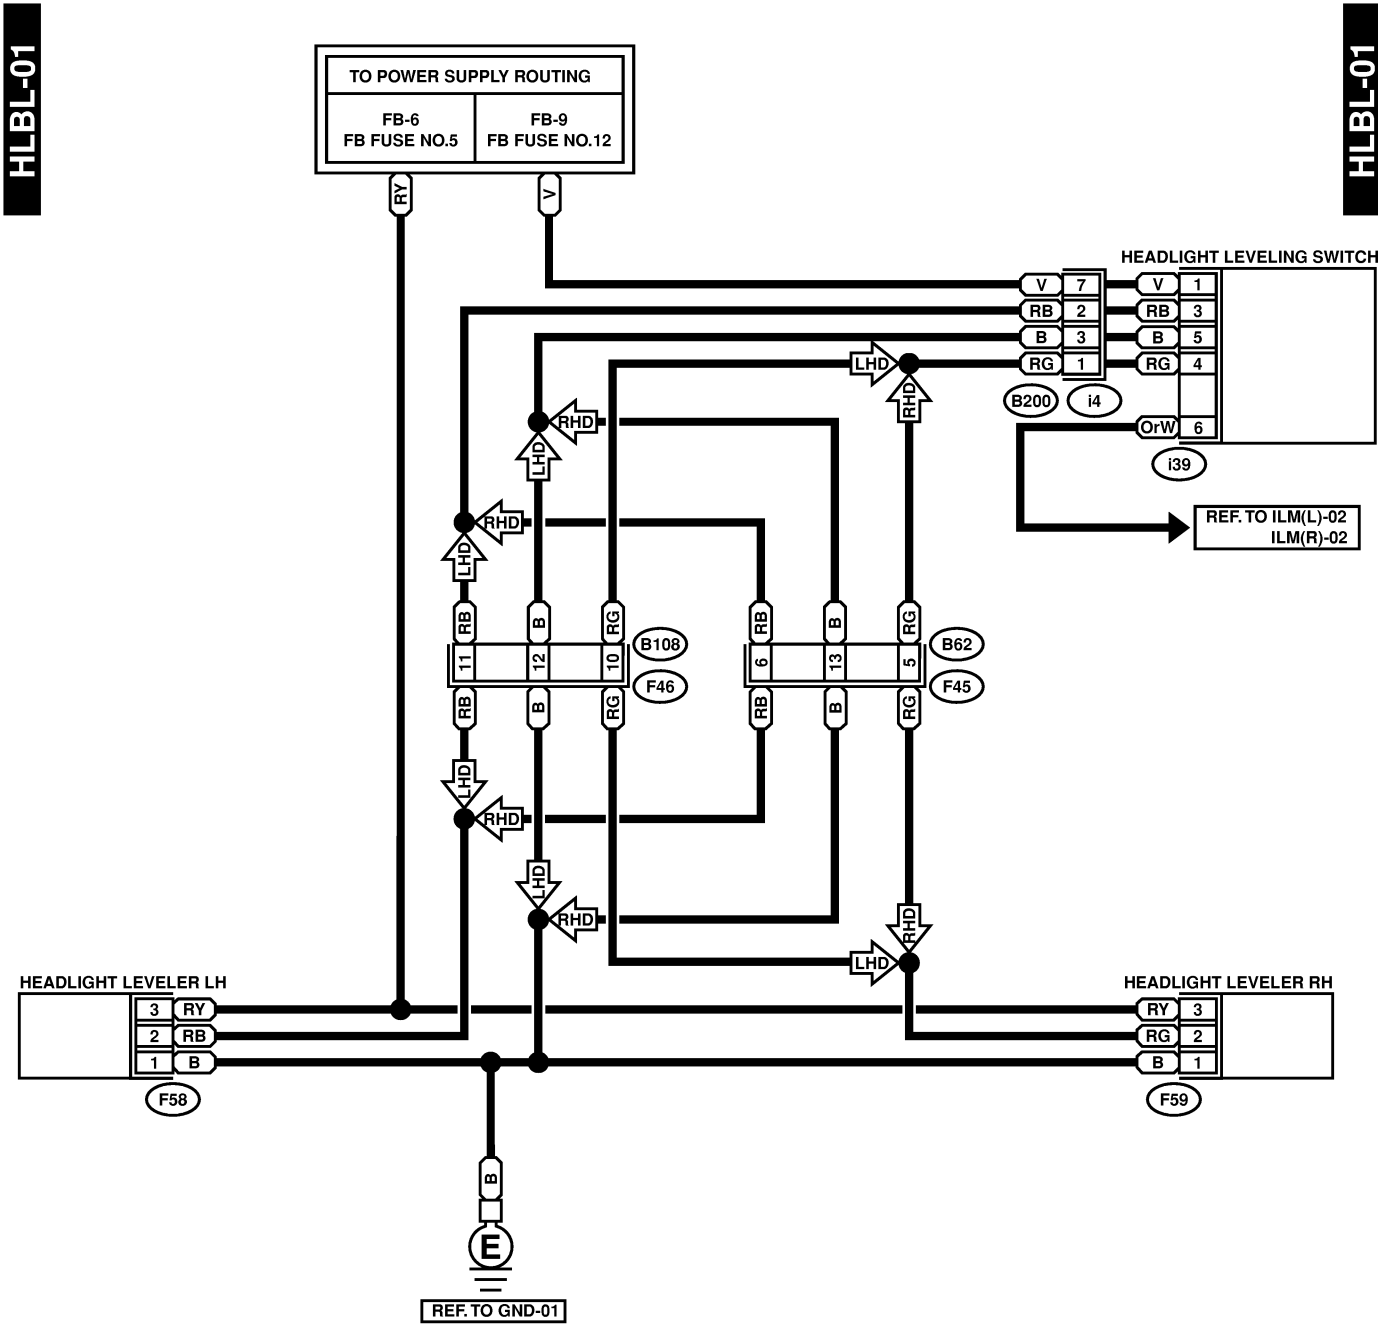 HLBL-01
HLBL-01
TO POWER SUPPLY ROUTING
FB-6
FB FUSE NO.5
FB-9
FB FUSE NO.12
RY
V
HEADLIGHT LEVELING SWITCH
V 7 V 1
RB 2 RB 3
B 3 B 5
LHD RG 1 RG 4
RHD
B200 i4
RHD
OrW 6
LHD
i39
RHD
REF. TO ILM(L)-02
ILM(R)-02
LHD
RB B RG RB B RG
B108 B62
11 12 10 6 13 5
F46 F45
RB B RG RB B RG
LHD
RHD
LHD
RHD
RHD
LHD
HEADLIGHT LEVELER LH
HEADLIGHT LEVELER RH
3 RY RY 3
2 RB RG 2
1 B B 1
F58 F59
B
E
REF. TO GND-01